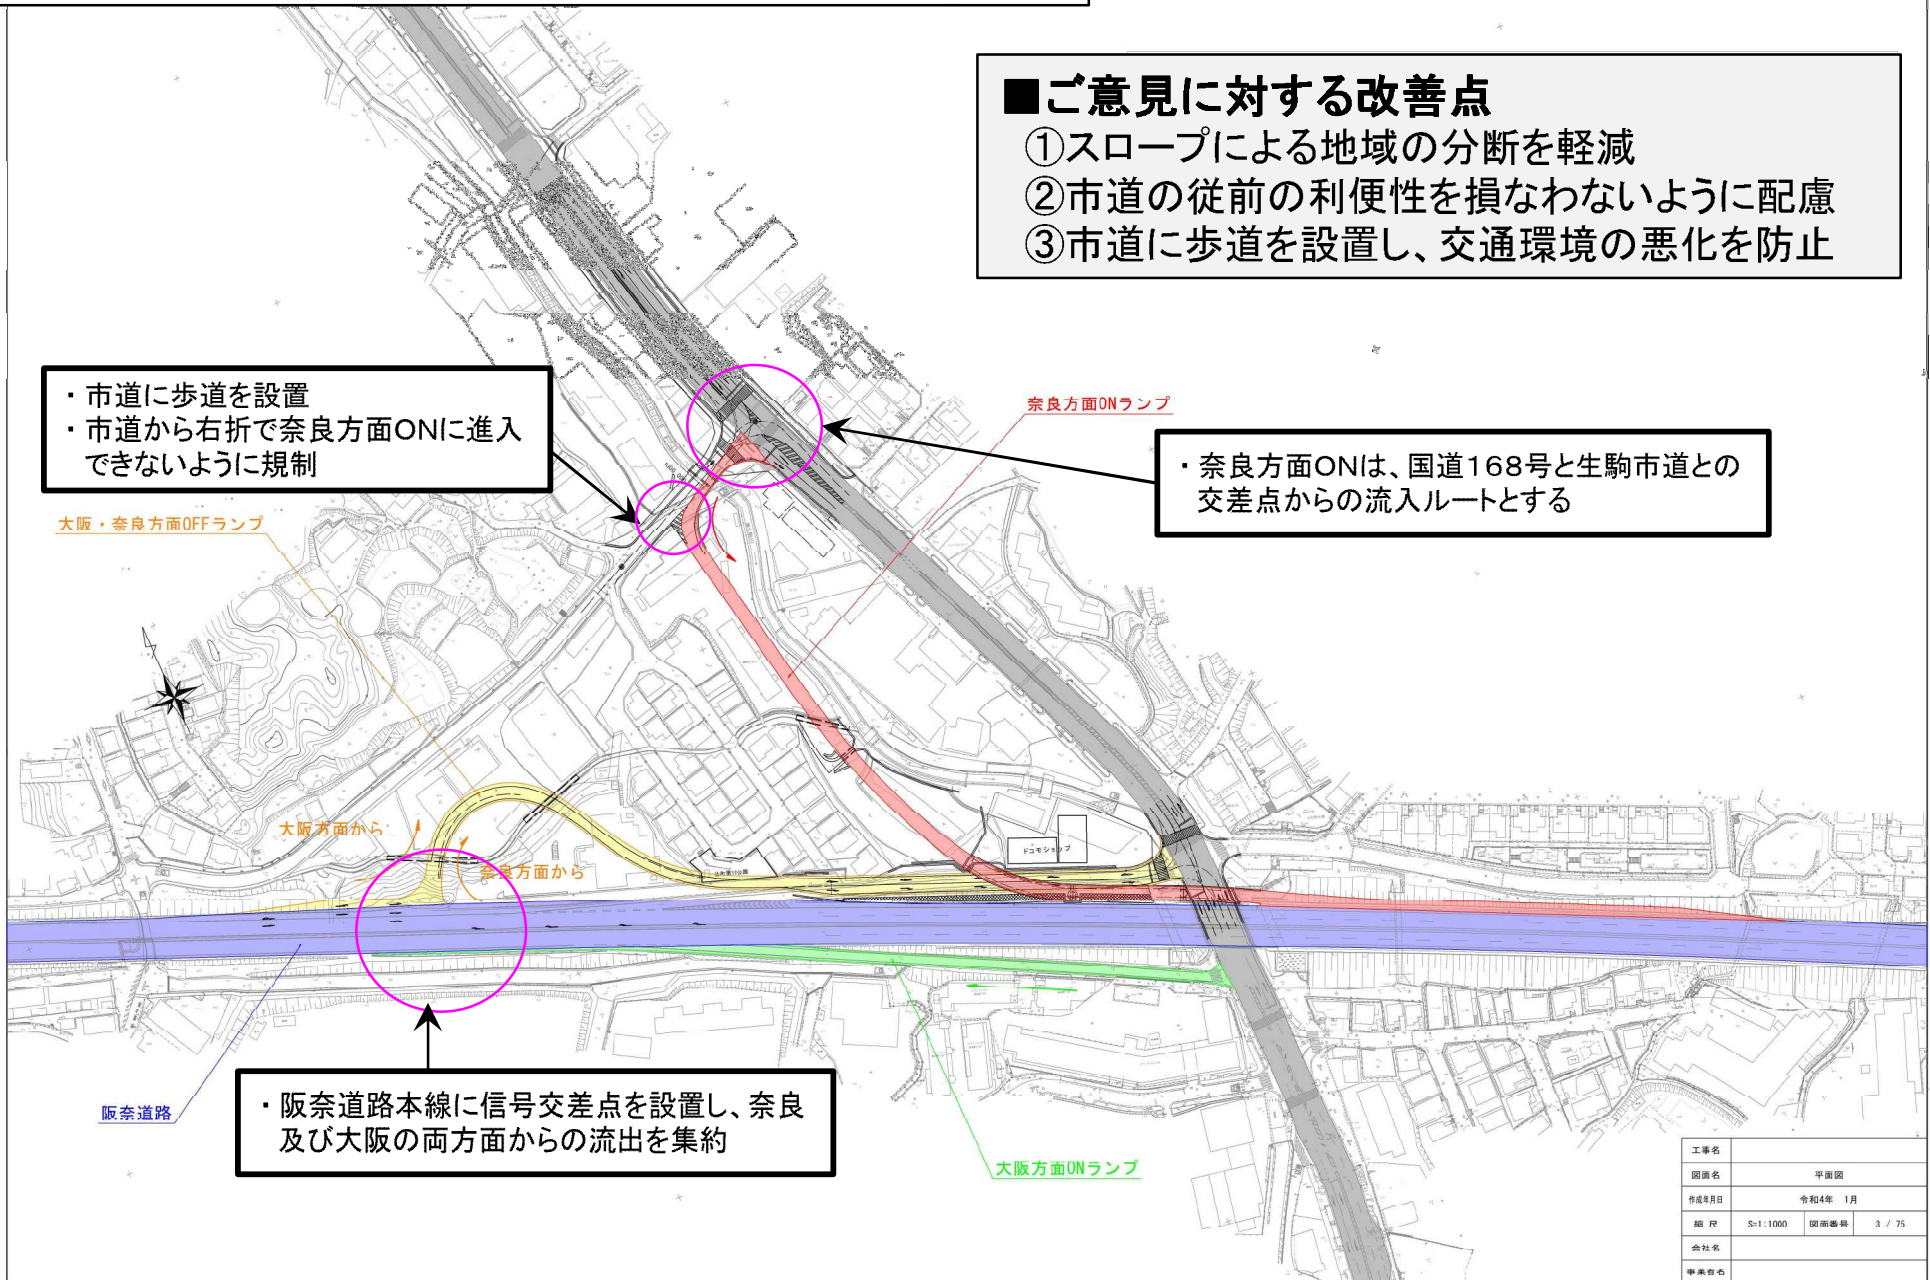 ■ご意見に対する改善点
①スロープによる地域の分断を軽減
②市道の従前の利便性を損なわないように配慮
③市道に歩道を設置し、交通環境の悪化を防止
・市道に歩道を設置
・市道から右折で奈良方面ONに進入
できないように規制
奈良方面ONランプ
・奈良方面ONは、国道168号と生駒市道との
交差点からの流入ルートとする
大阪・奈良方面OFFランプ
大阪方面から
奈良方面から
ドコモショップ
阪奈道路
・阪奈道路本線に信号交差点を設置し、奈良
及び大阪の両方面からの流出を集約
大阪方面ONランプ
工事名
図面名 平面図
作成年月日 令和4年 1月
縮 尺 S=1:1000 図面番号 3 / 75
会社名
事業者名